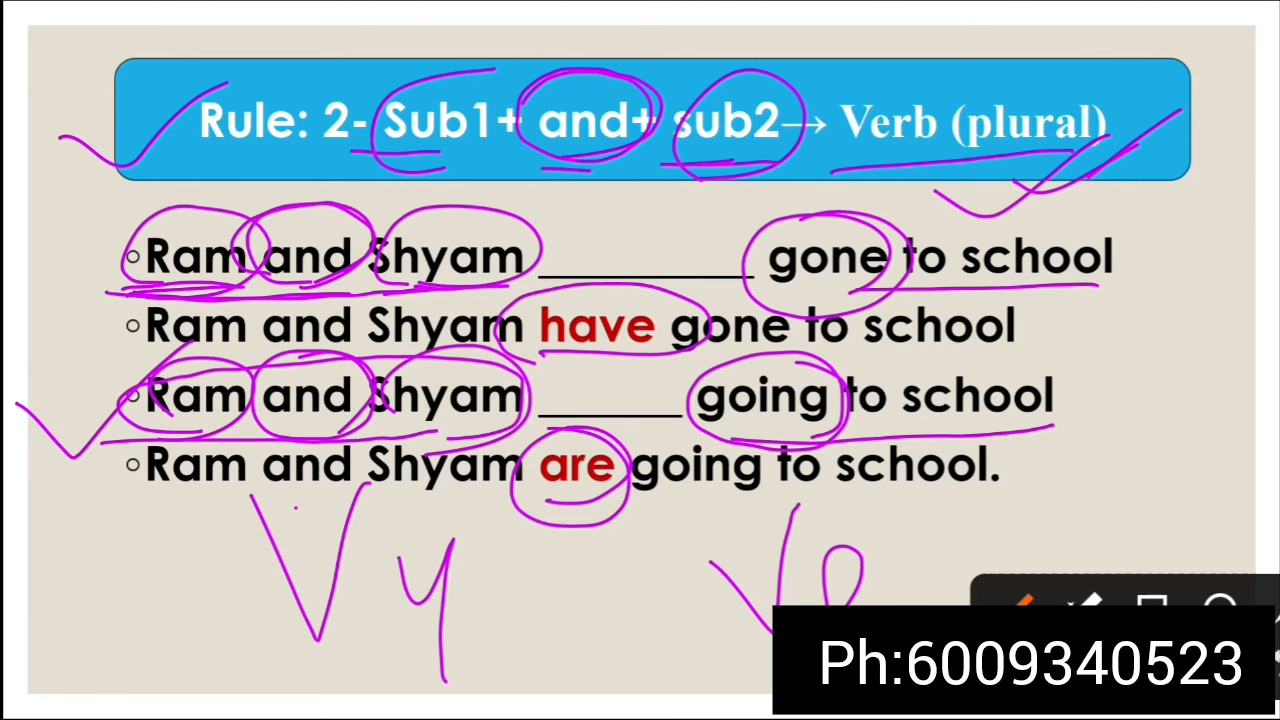 Rule: 2- Sub1+ and+ sub2→ Verb (plural)
◦Ram and Shyam __________ gone to school
◦Ram and Shyam have gone to school
◦Ram and Shyam ______ going to school
◦Ram and Shyam are going to school.
Ph:6009340523